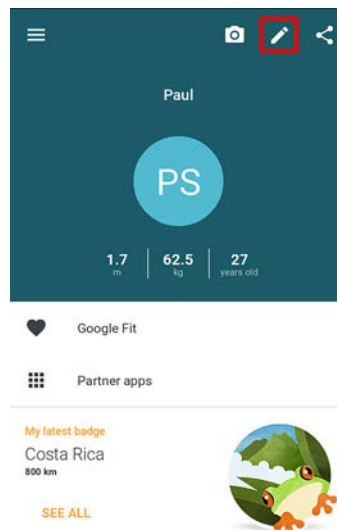 Paul
PS
1.7 62.5 27
m kg years old
Google Fit
Partner apps
My latest badge
Costa Rica
800 km
SEE ALL